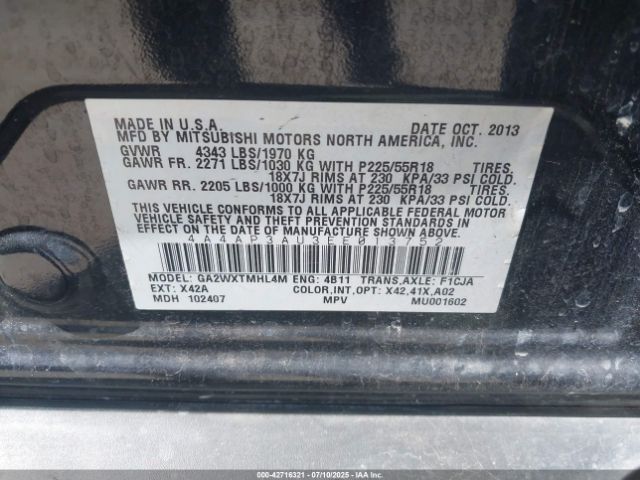 MADE IN U.S.A. DATE OCT. 2013
MFD BY MITSUBISHI MOTORS NORTH AMERICA, INC.
GVWR 4343 LBS/1970 KG
GAWR FR. 2271 LBS/1030 KG WITH P225/55R18 TIRES.
18X7J RIMS AT 230 KPA/33 PSI COLD.
GAWR RR. 2205 LBS/1000 KG WITH P225/55R18 TIRES.
18X7J RIMS AT 230 KPA/33 PSI COLD.
THIS VEHICLE CONFORMS TO ALL APPLICABLE FEDERAL MOTOR
VEHICLE SAFETY AND THEFT PREVENTION STANDARDS IN
EFFECT ON THE DATE OF MANUFACTURE SHOWN ABOVE.
4A4AP3AU3EE013752
MODEL: GA2WXTMHL4M ENG: 4B11 TRANS,AXLE: F1CJA
EXT: X42A COLOR,INT,OPT: X42,41X,A02
MDH 102407 MPV MU001602
000-42716321 - 07/10/2025 - IAAI.COM